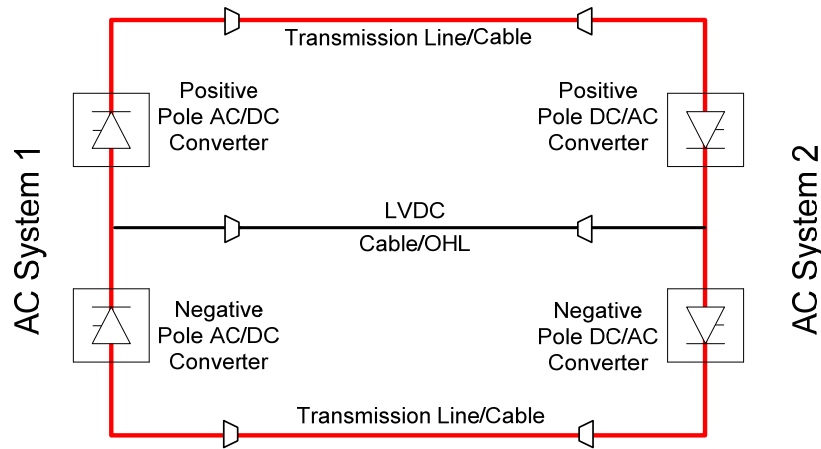 Transmission Line/Cable
Positive
Pole AC/DC
Converter
Positive
Pole DC/AC
Converter
AC System 1
LVDC
Cable/OHL
AC System 2
Negative
Pole AC/DC
Converter
Negative
Pole DC/AC
Converter
Transmission Line/Cable